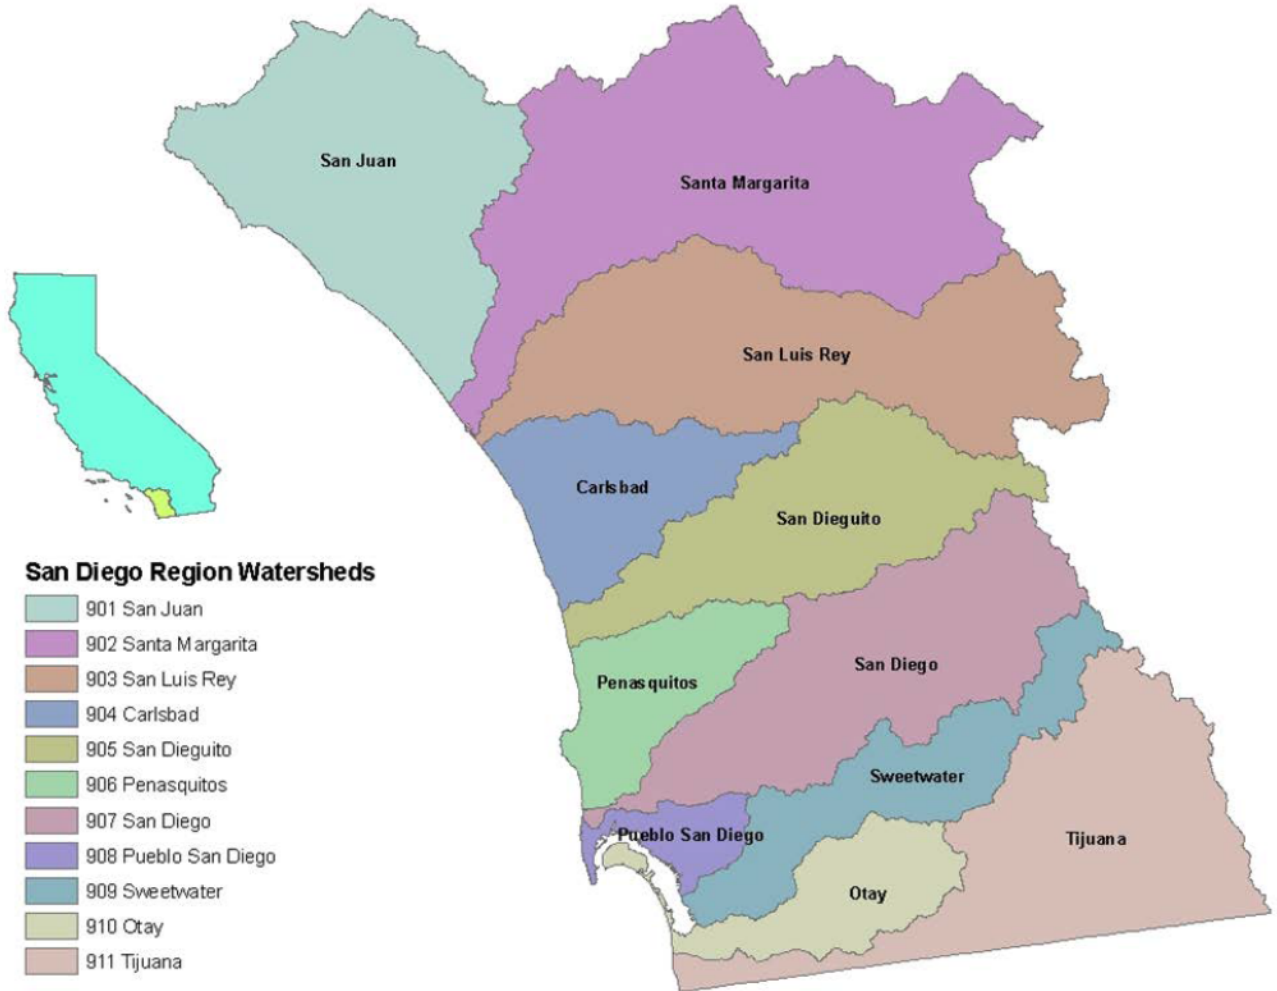 San Juan
Santa Margarita
San Luis Rey
Carlsbad
San Dieguito
Penasquitos
San Diego
Sweetwater
Pueblo San Diego
Tijuana
Otay
San Diego Region Watersheds
901 San Juan
902 Santa Margarita
903 San Luis Rey
904 Carlsbad
905 San Dieguito
906 Penasquitos
907 San Diego
908 Pueblo San Diego
909 Sweetwater
910 Otay
911 Tijuana